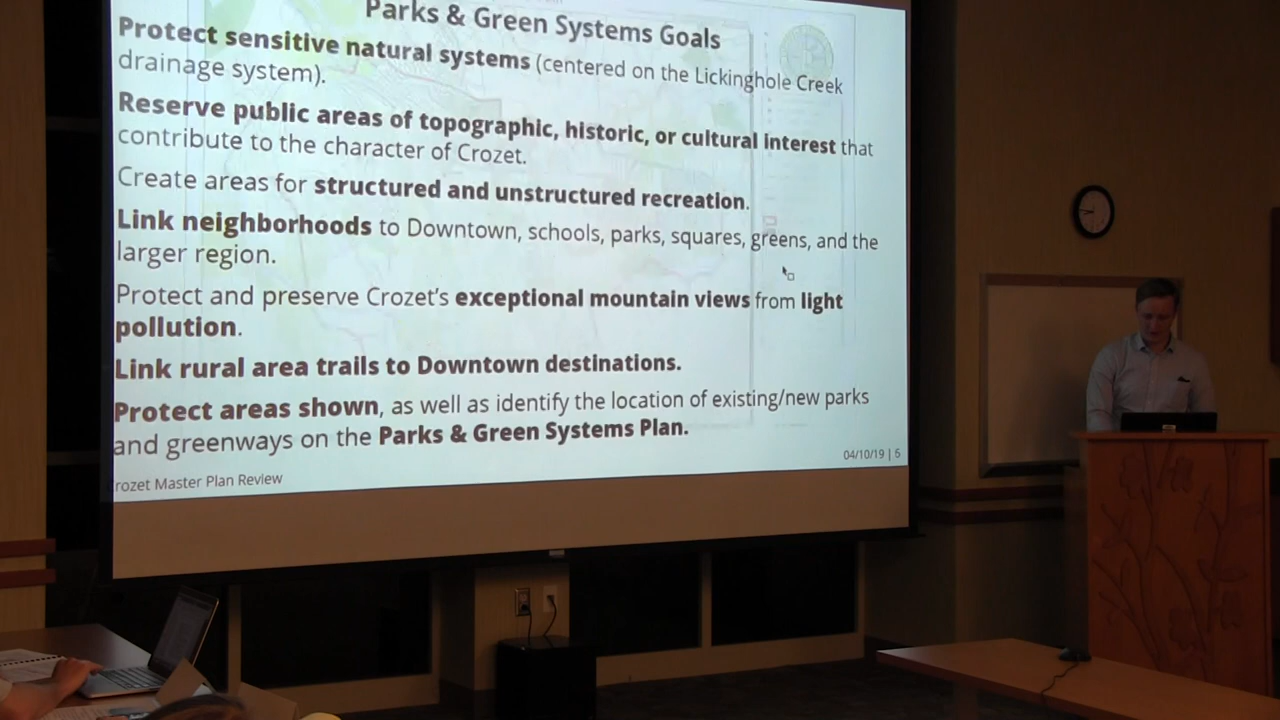 Parks & Green Systems Goals
Protect sensitive natural systems (centered on the Lickinghole Creek
drainage system).
Reserve public areas of topographic, historic, or cultural interest that
contribute to the character of Crozet.
Create areas for structured and unstructured recreation.
Link neighborhoods to Downtown, schools, parks, squares, greens, and the
larger region.
Protect and preserve Crozet’s exceptional mountain views from light
pollution.
Link rural area trails to Downtown destinations.
Protect areas shown, as well as identify the location of existing/new parks
and greenways on the Parks & Green Systems Plan.
04/10/19 | 5
rozet Master Plan Review